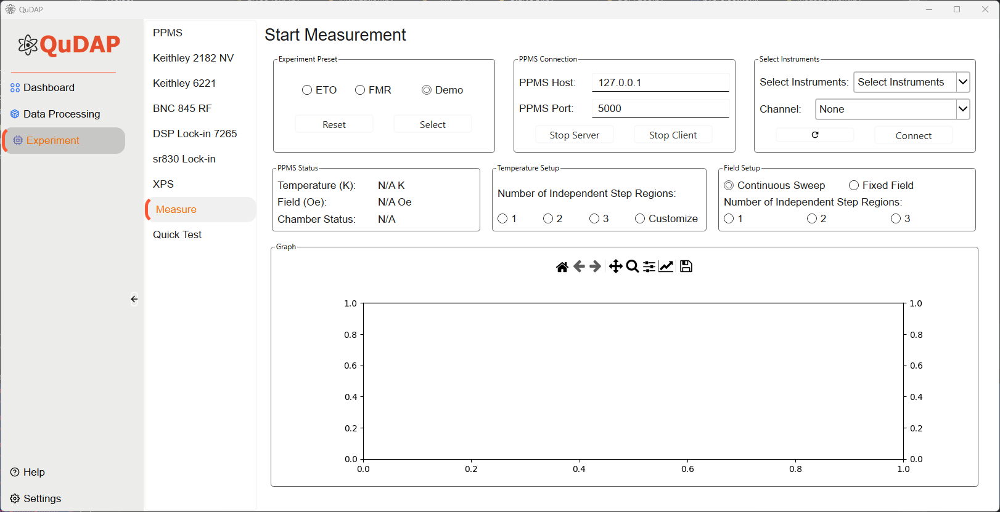 QuDAP
QuDAP
Dashboard
Data Processing
Experiment
Help
Settings
PPMS
Keithley 2182 NV
Keithley 6221
BNC 845 RF
DSP Lock-in 7265
sr830 Lock-in
XPS
Measure
Quick Test
Start Measurement
Experiment Preset
ETO FMR Demo
Reset Select
PPMS Connection
PPMS Host: 127.0.0.1
PPMS Port: 5000
Stop Server Stop Client
Select Instruments
Select Instruments: Select Instruments
Channel: None
Connect
PPMS Status
Temperature (K): N/A K
Field (Oe): N/A Oe
Chamber Status: N/A
Temperature Setup
Number of Independent Step Regions:
1 2 3 Customize
Field Setup
Continuous Sweep Fixed Field
Number of Independent Step Regions:
1 2 3
Graph
1.0 1.0
0.8 0.8
0.6 0.6
0.4 0.4
0.2 0.2
0.0 0.0
0.0 0.2 0.4 0.6 0.8 1.0